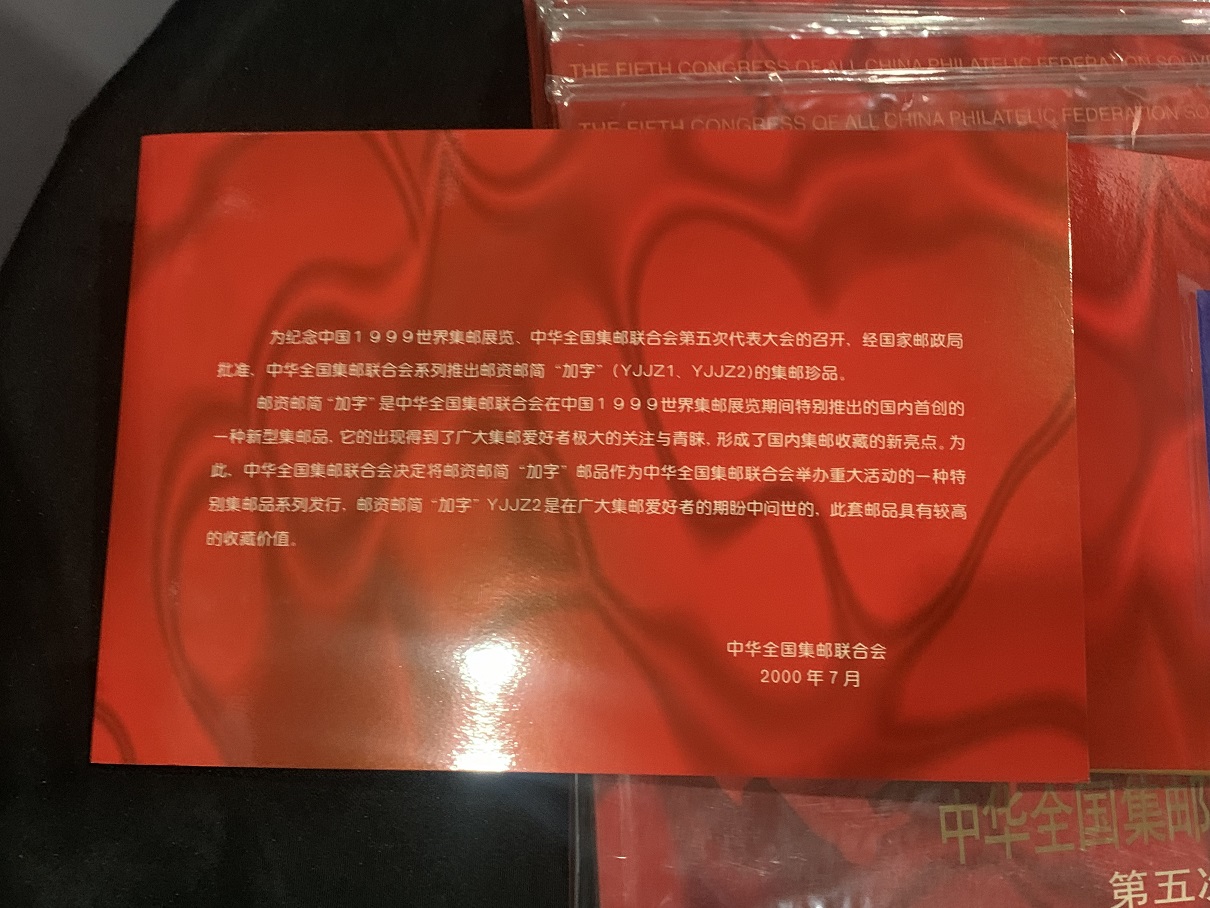 THE FIFTH CONGRESS OF ALL CHINA PHILATELIC FEDERATION
THE FIFTH CONGRESS OF ALL CHINA PHILATELIC FEDERATION
为纪念中国１９９９世界集邮展览、中华全国集邮联合会第五次代表大会的召开、经国家邮政局
批准、中华全国集邮联合会系列推出邮资邮简“加字”（YJJZ1、YJJZ2)的集邮珍品。
邮资邮简“加字”是中华全国集邮联合会在中国１９９９世界集邮展览期间特别推出的国内首创的
一种新型集邮品、它的出现得到了广大集邮爱好者极大的关注与青睐、形成了国内集邮收藏的新亮点。为
此、中华全国集邮联合会决定将邮资邮简“加字”邮品作为中华全国集邮联合会举办重大活动的一种特
别集邮品系列发行、邮资邮简“加字”YJJZ2是在广大集邮爱好者的期盼中问世的、此套邮品具有较高
的收藏价值。
中华全国集邮联合会
2000年7月
中华全国集邮
第五次